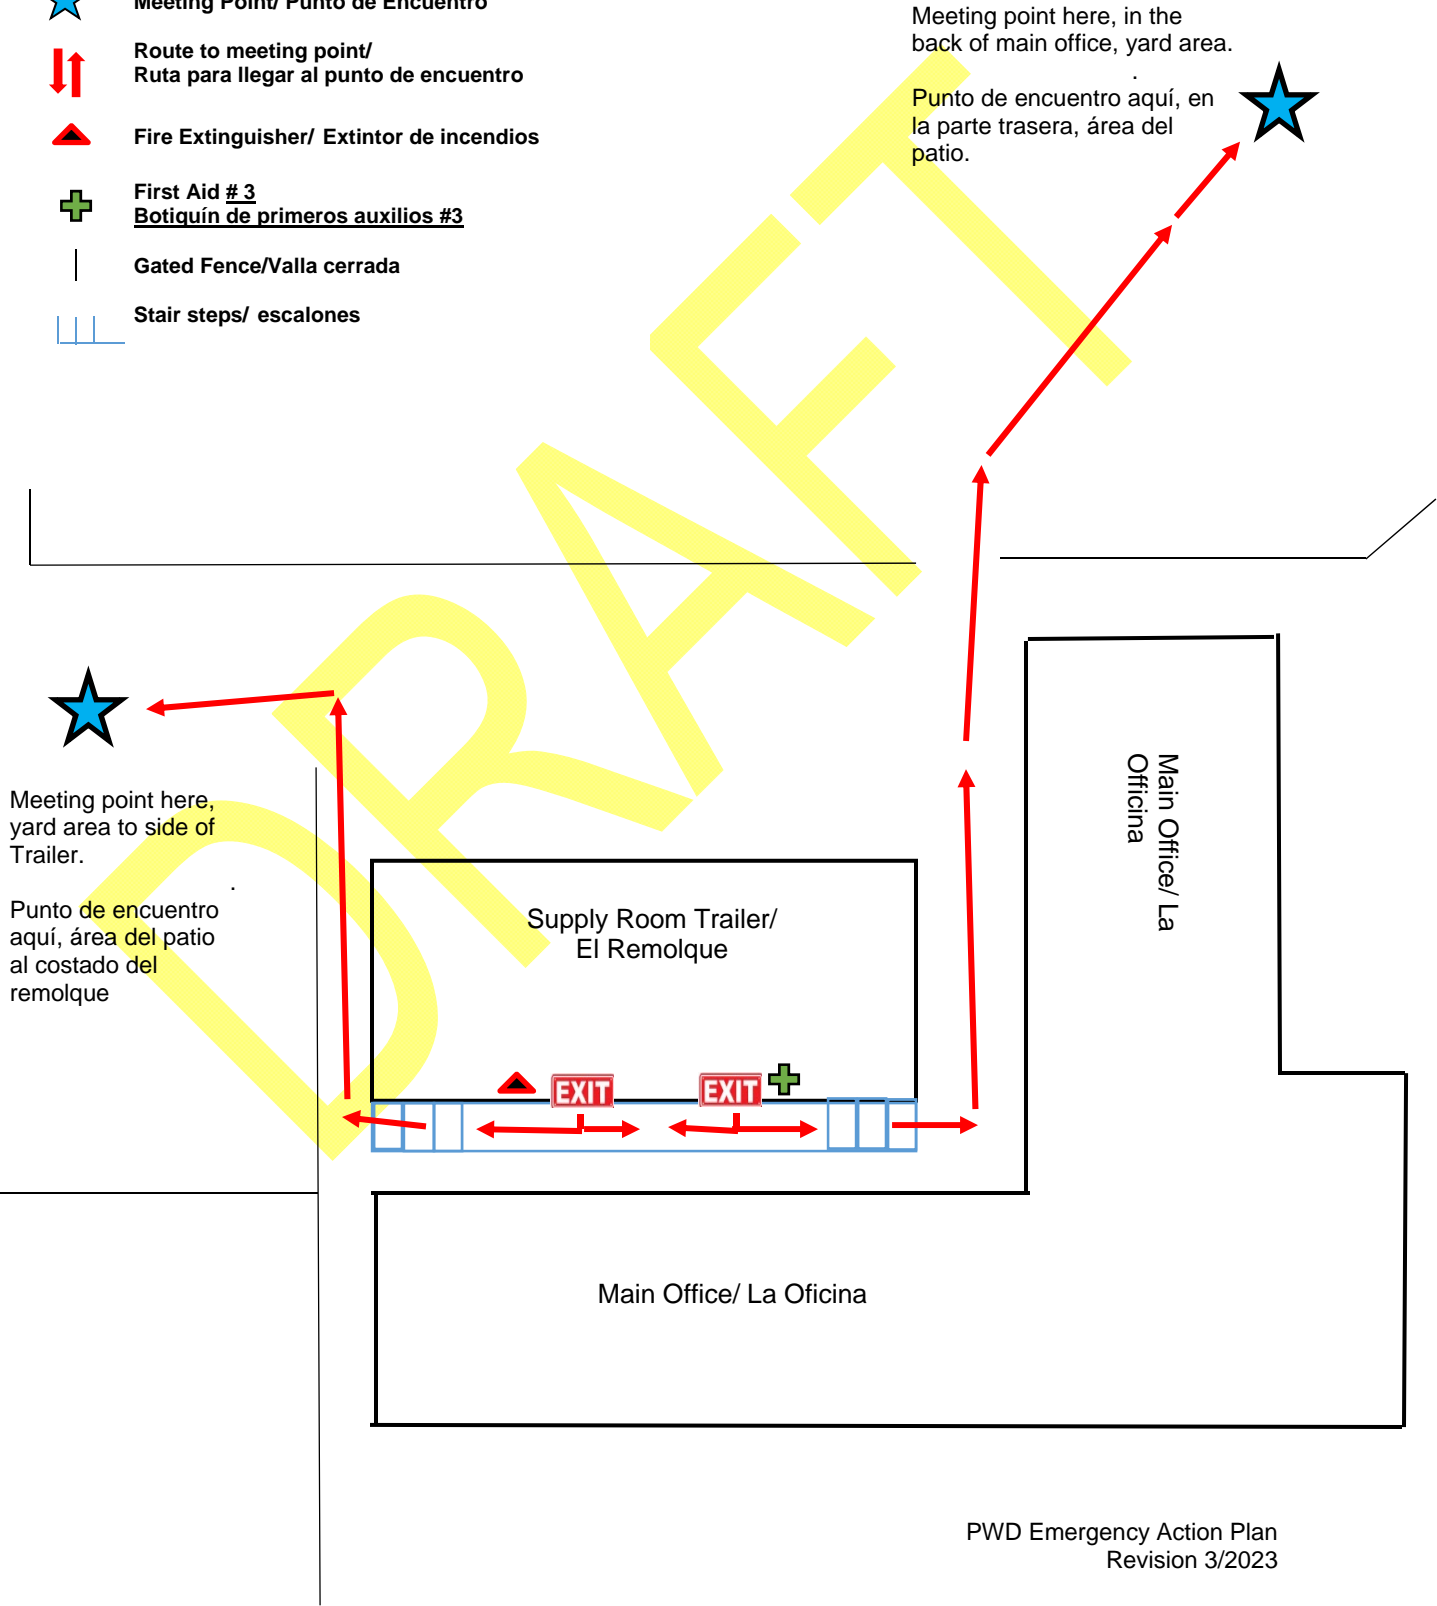 Meeting Point/ Punto de Encuentro
Route to meeting point/
Ruta para llegar al punto de encuentro
Fire Extinguisher/ Extintor de incendios
First Aid # 3
Botiquín de primeros auxilios #3
Gated Fence/Valla cerrada
Stair steps/ escalones
Meeting point here, in the
back of main office, yard area.
.
Punto de encuentro aquí, en
la parte trasera, área del
patio.
DRAFT
Meeting point here,
yard area to side of
Trailer.
.
Punto de encuentro
aquí, área del patio
al costado del
remolque
Supply Room Trailer/
El Remolque
Main Office/ La
Officina
EXIT
EXIT
Main Office/ La Oficina
PWD Emergency Action Plan
Revision 3/2023